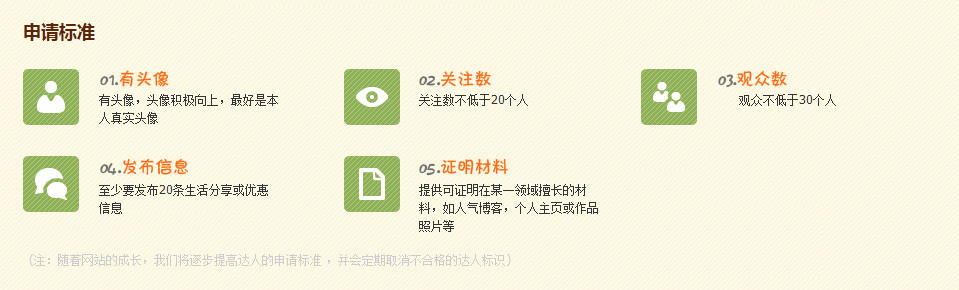 申请标准
01.有头像
有头像，头像积极向上，最好是本
人真实头像
02.关注数
关注数不低于20个人
03.观众数
观众不低于30个人
04.发布信息
至少要发布20条生活分享或优惠
信息
05.证明材料
提供可证明在某一领域擅长的材
料，如人气博客，个人主页或作品
照片等
（注：随着网站的成长，我们将逐步提高达人的申请标准 ，并会定期取消不合格的达人标识）